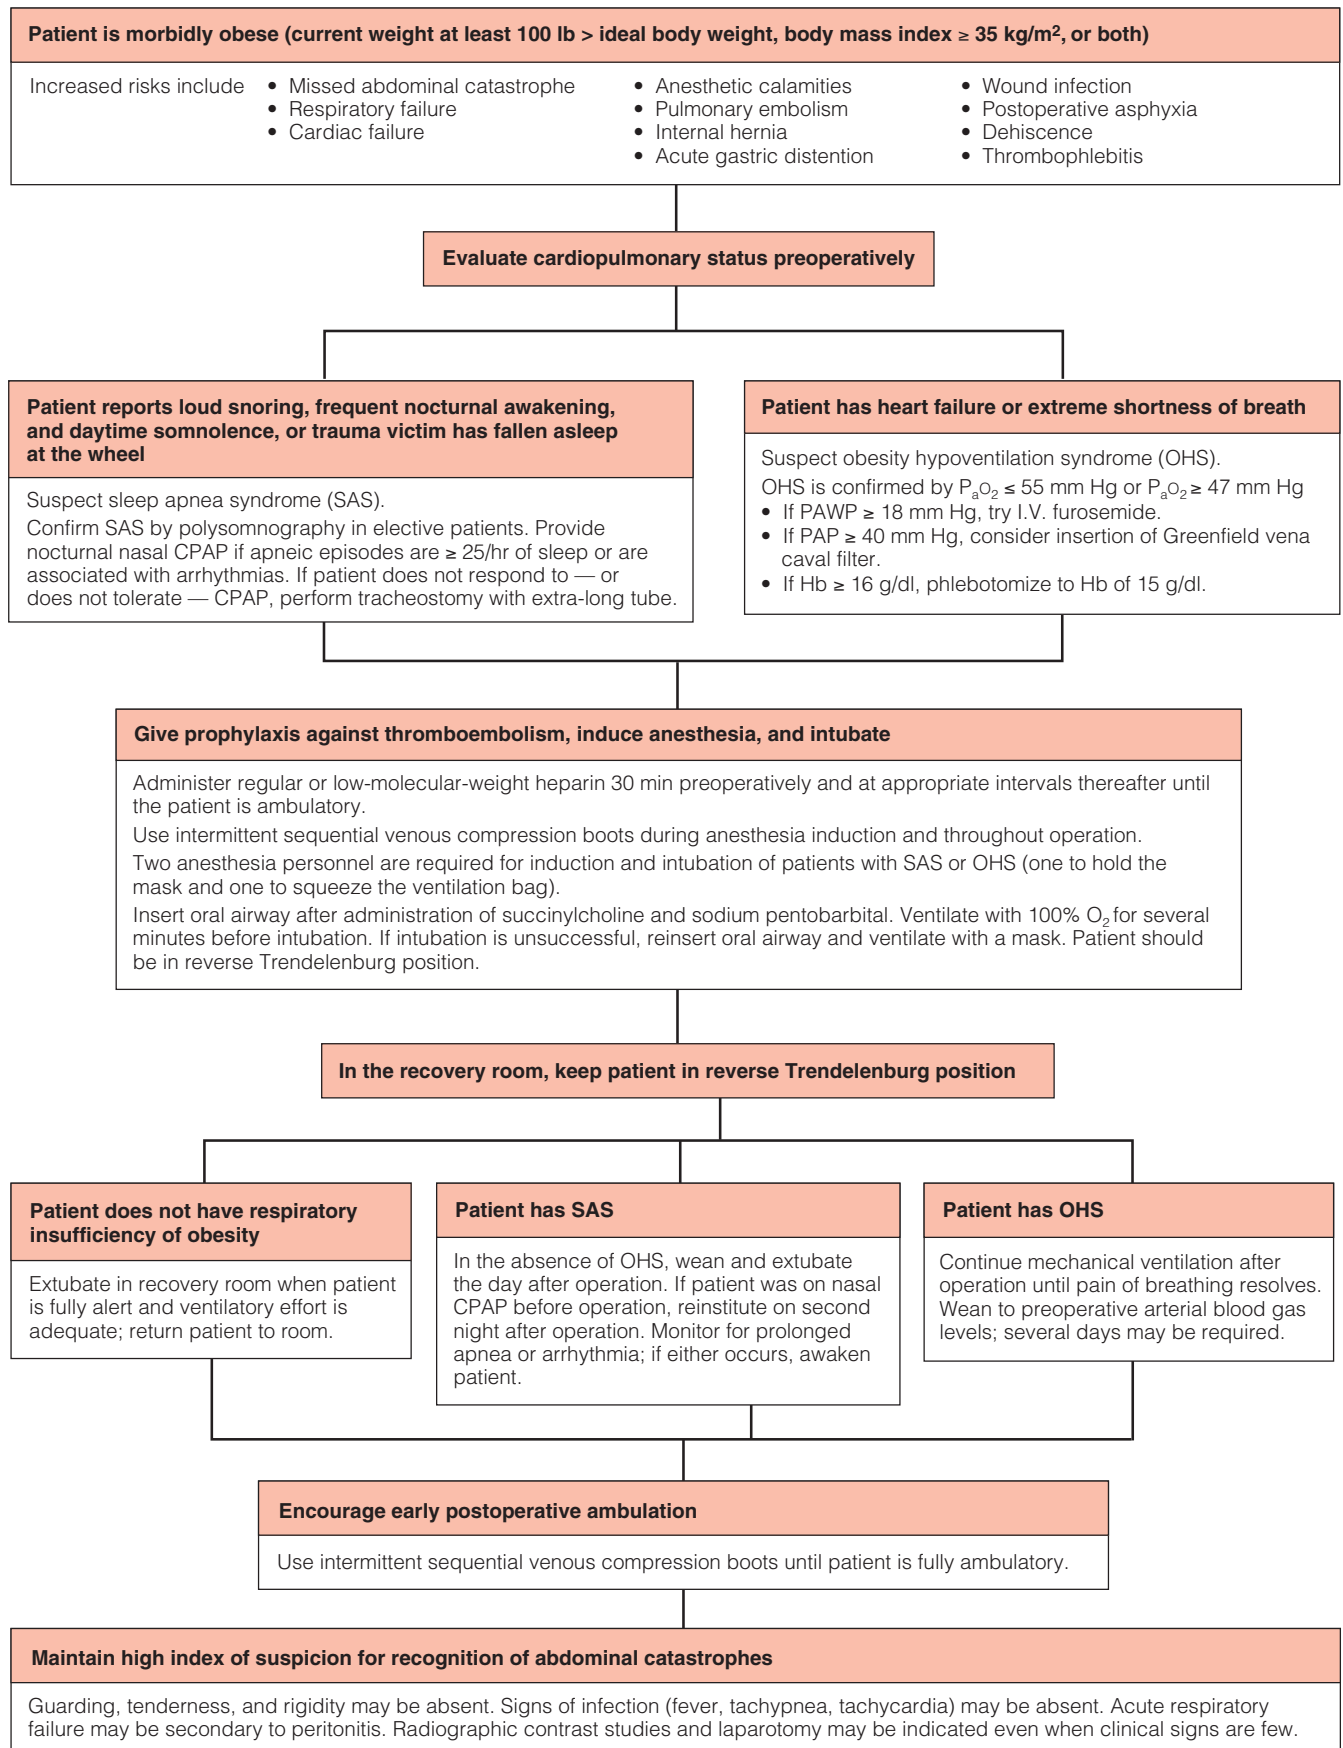 Patient is morbidly obese (current weight at least 100 lb > ideal body weight, body mass index ≥ 35 kg/m², or both)
Increased risks include
• Missed abdominal catastrophe
• Respiratory failure
• Cardiac failure
• Anesthetic calamities
• Pulmonary embolism
• Internal hernia
• Acute gastric distention
• Wound infection
• Postoperative asphyxia
• Dehiscence
• Thrombophlebitis
Evaluate cardiopulmonary status preoperatively
Patient reports loud snoring, frequent nocturnal awakening,
and daytime somnolence, or trauma victim has fallen asleep
at the wheel
Suspect sleep apnea syndrome (SAS).
Confirm SAS by polysomnography in elective patients. Provide
nocturnal nasal CPAP if apneic episodes are ≥ 25/hr of sleep or are
associated with arrhythmias. If patient does not respond to — or
does not tolerate — CPAP, perform tracheostomy with extra-long tube.
Patient has heart failure or extreme shortness of breath
Suspect obesity hypoventilation syndrome (OHS).
OHS is confirmed by PaO₂ ≤ 55 mm Hg or PaO₂ ≥ 47 mm Hg
• If PAWP ≥ 18 mm Hg, try I.V. furosemide.
• If PAP ≥ 40 mm Hg, consider insertion of Greenfield vena
caval filter.
• If Hb ≥ 16 g/dl, phlebotomize to Hb of 15 g/dl.
Give prophylaxis against thromboembolism, induce anesthesia, and intubate
Administer regular or low-molecular-weight heparin 30 min preoperatively and at appropriate intervals thereafter until
the patient is ambulatory.
Use intermittent sequential venous compression boots during anesthesia induction and throughout operation.
Two anesthesia personnel are required for induction and intubation of patients with SAS or OHS (one to hold the
mask and one to squeeze the ventilation bag).
Insert oral airway after administration of succinylcholine and sodium pentobarbital. Ventilate with 100% O₂ for several
minutes before intubation. If intubation is unsuccessful, reinsert oral airway and ventilate with a mask. Patient should
be in reverse Trendelenburg position.
In the recovery room, keep patient in reverse Trendelenburg position
Patient does not have respiratory
insufficiency of obesity
Extubate in recovery room when patient
is fully alert and ventilatory effort is
adequate; return patient to room.
Patient has SAS
In the absence of OHS, wean and extubate
the day after operation. If patient was on nasal
CPAP before operation, reinstitute on second
night after operation. Monitor for prolonged
apnea or arrhythmia; if either occurs, awaken
patient.
Patient has OHS
Continue mechanical ventilation after
operation until pain of breathing resolves.
Wean to preoperative arterial blood gas
levels; several days may be required.
Encourage early postoperative ambulation
Use intermittent sequential venous compression boots until patient is fully ambulatory.
Maintain high index of suspicion for recognition of abdominal catastrophes
Guarding, tenderness, and rigidity may be absent. Signs of infection (fever, tachypnea, tachycardia) may be absent. Acute respiratory
failure may be secondary to peritonitis. Radiographic contrast studies and laparotomy may be indicated even when clinical signs are few.